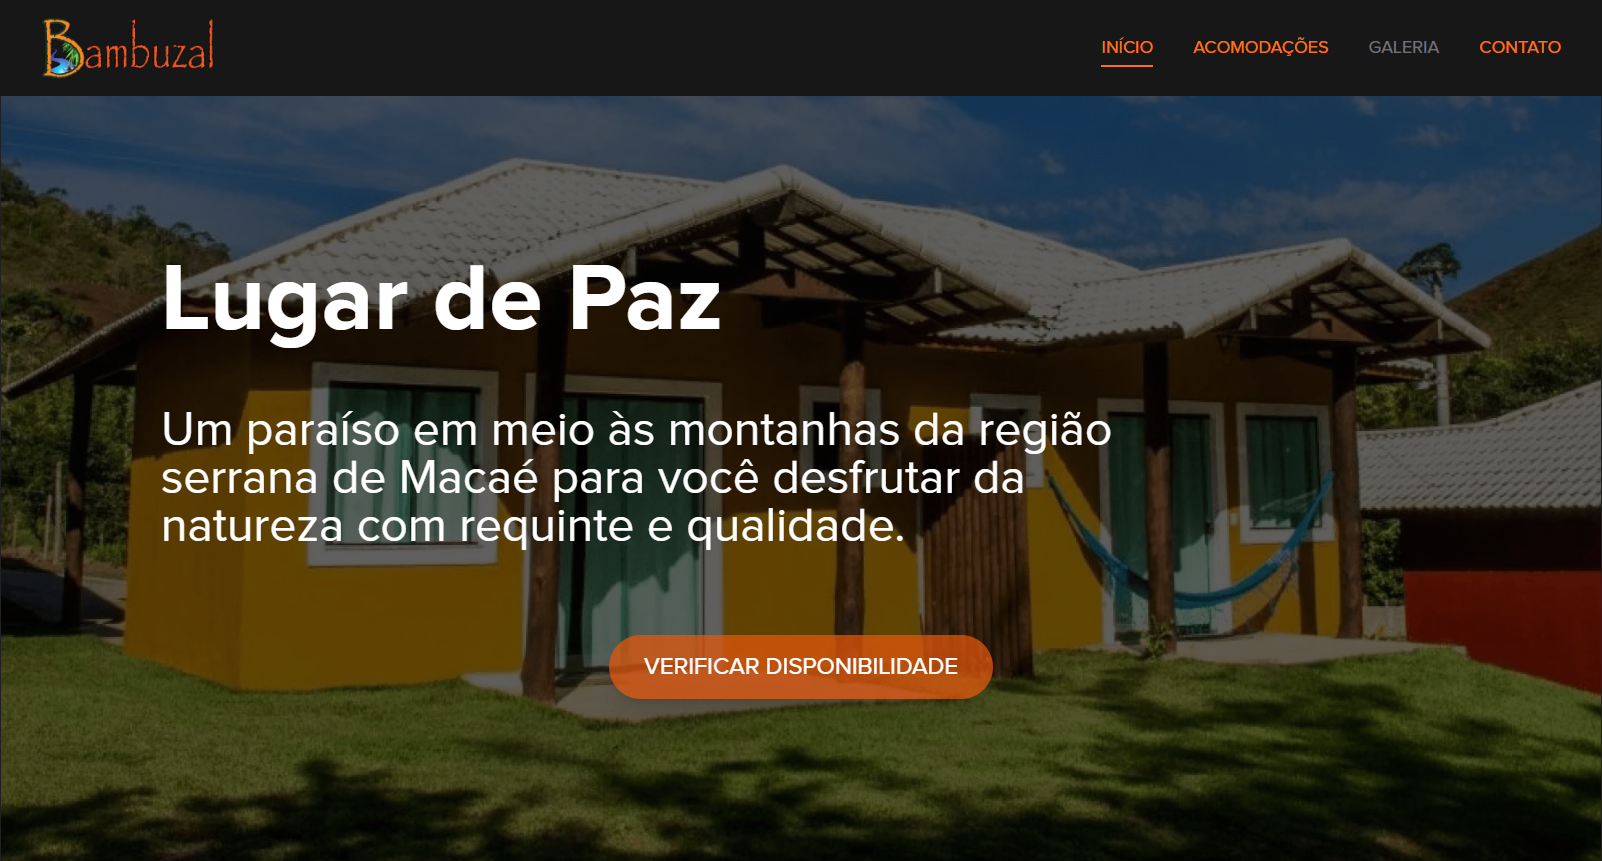 Bambuzal
INÍCIO ACOMODAÇÕES GALERIA CONTATO
Lugar de Paz
Um paraíso em meio às montanhas da região
serrana de Macaé para você desfrutar da
natureza com requinte e qualidade.
VERIFICAR DISPONIBILIDADE